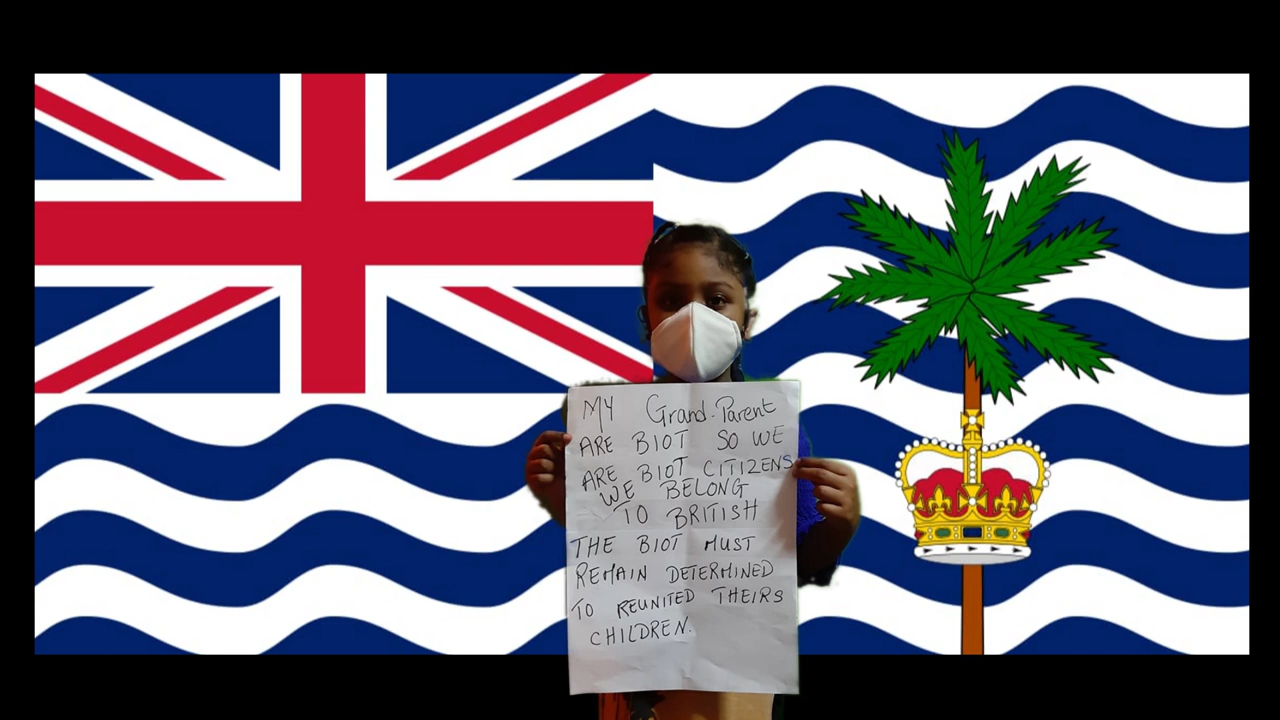 MY Grand-Parent
ARE BIOT SO WE
ARE BIOT CITIZENS
WE BELONG
TO BRITISH
THE BIOT MUST
REMAIN DETERMINED
TO REUNITED THEIRS
CHILDREN.